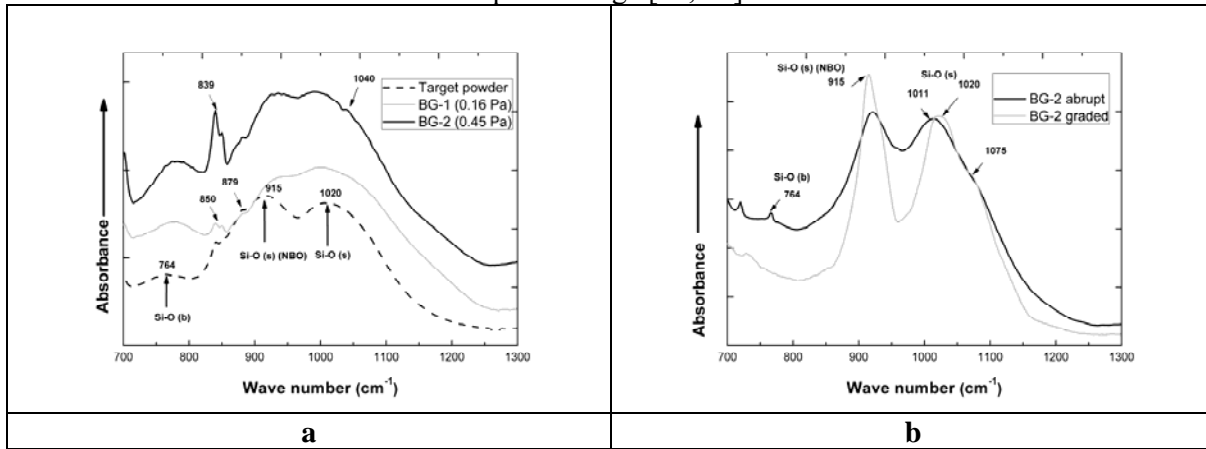 839
1040
Target powder
BG-1 (0.16 Pa)
BG-2 (0.45 Pa)
850
879
915
1020
764
Si-O (s) (NBO)
Si-O (s)
Si-O (b)
Absorbance
700 800 900 1000 1100 1200 1300
Wave number (cm⁻¹)
a
Si-O (s) (NBO)
915
Si-O (s)
1011
1020
BG-2 abrupt
BG-2 graded
1075
Si-O (b)
764
Absorbance
700 800 900 1000 1100 1200 1300
Wave number (cm⁻¹)
b